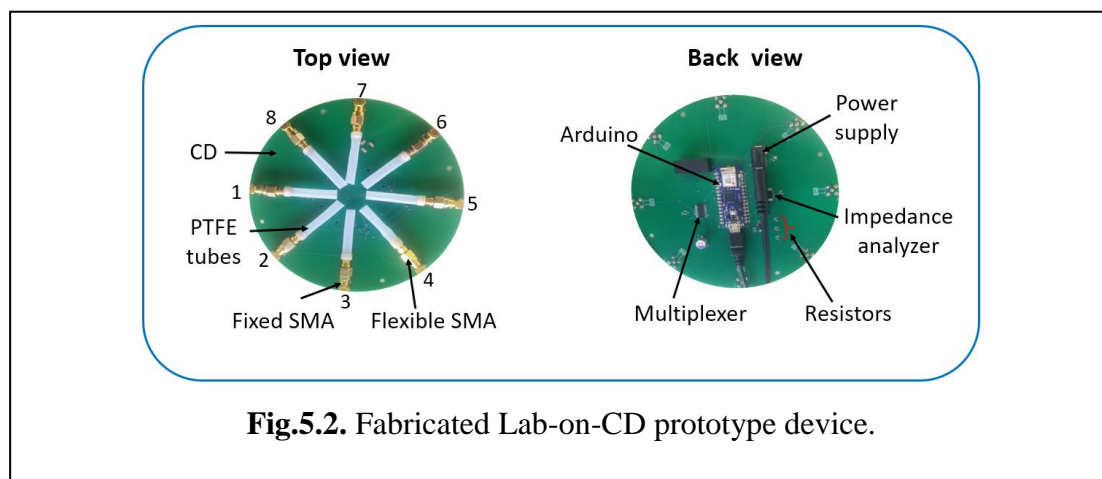 Top view
7
8
6
CD
1
5
PTFE
tubes
2
4
3
Fixed SMA
Flexible SMA
Back view
Power
supply
Arduino
Impedance
analyzer
Multiplexer
Resistors
Fig.5.2. Fabricated Lab-on-CD prototype device.